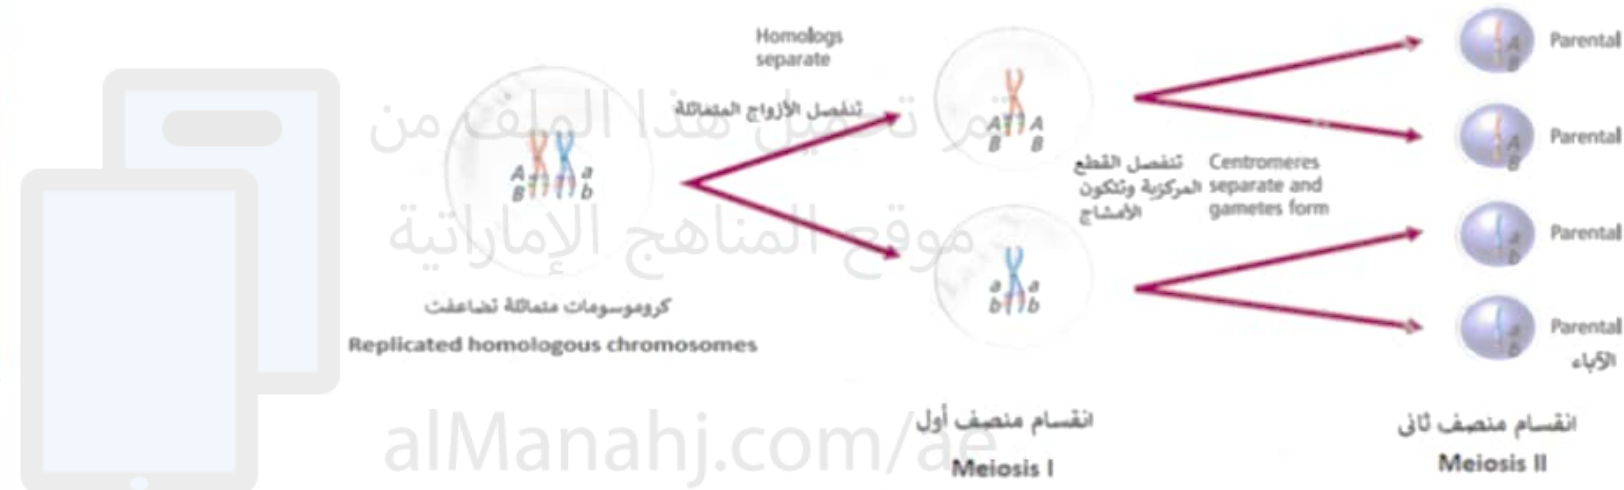 Homologs
separate
تنفصل الأزواج المتماثلة
تم تحميل هذا الملف من
موقع المناهج الإماراتية
alManahj.com/ae
A a
B b
كروموسومات متماثلة تضاعفت
Replicated homologous chromosomes
A A
B B
a a
b b
انقسام منصف أول
Meiosis I
تنفصل القطع
المركزية وتتكون
الأمشاج
Centromeres
separate and
gametes form
A
B
Parental
A
B
Parental
a
b
Parental
a
b
Parental
الآباء
انقسام منصف ثانى
Meiosis II